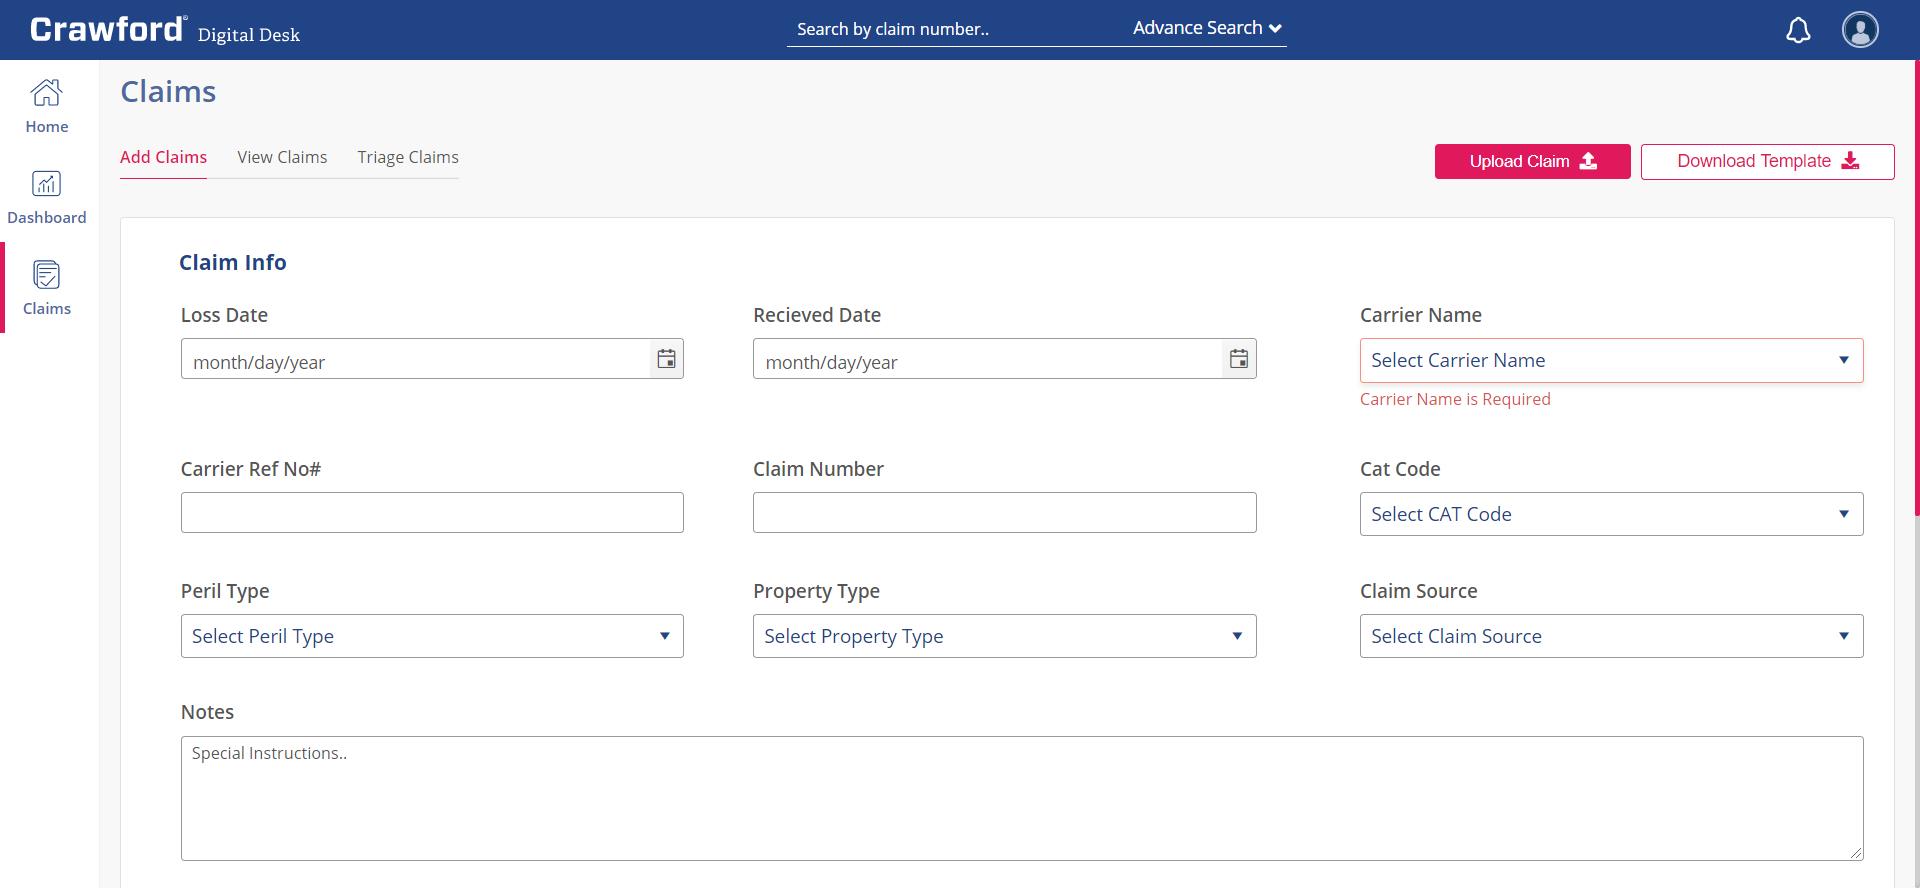 Crawford® Digital Desk
Search by claim number..
Advance Search
Home
Dashboard
Claims
Claims
Add Claims View Claims Triage Claims
Upload Claim
Download Template
Claim Info
Loss Date Recieved Date Carrier Name
month/day/year month/day/year Select Carrier Name
Carrier Name is Required
Carrier Ref No# Claim Number Cat Code
Select CAT Code
Peril Type Property Type Claim Source
Select Peril Type Select Property Type Select Claim Source
Notes
Special Instructions..